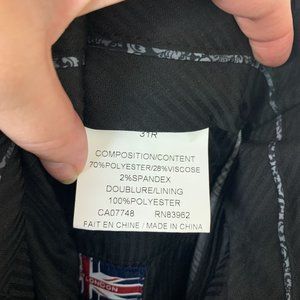 31R
COMPOSITION/CONTENT
70%POLYESTER/28%VISCOSE
2%SPANDEX
DOUBLURE/LINING
100%POLYESTER
CA07748 RN83962
FAIT EN CHINE / MADE IN CHINA
LONDON